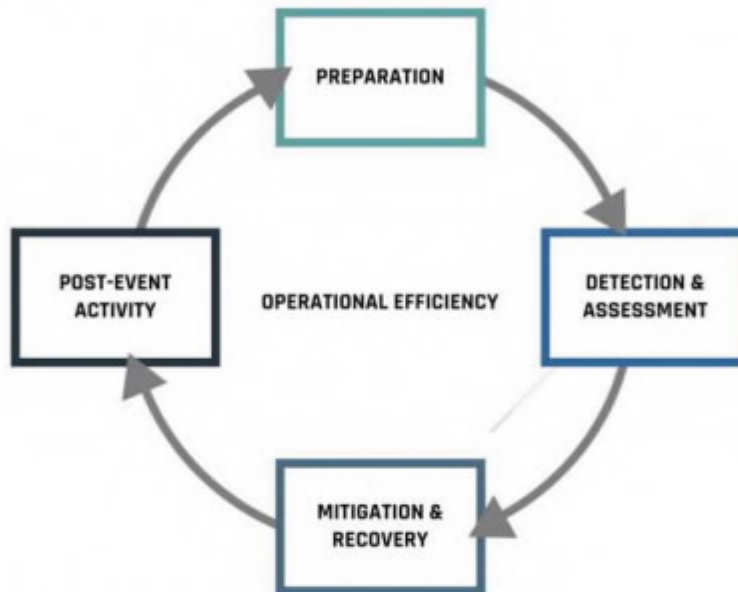 PREPARATION
POST-EVENT
ACTIVITY
OPERATIONAL EFFICIENCY
DETECTION &
ASSESSMENT
MITIGATION &
RECOVERY